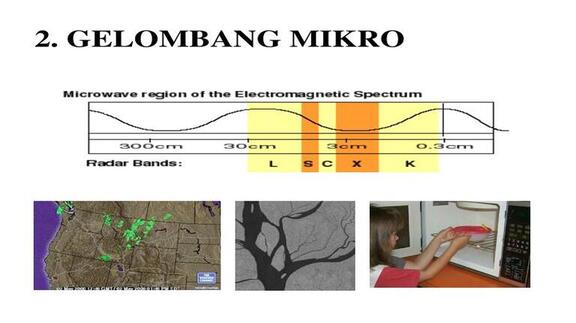 2. GELOMBANG MIKRO
Microwave region of the Electromagnetic Spectrum
300cm 30cm 3cm 0.3cm
Radar Bands: L S C X K